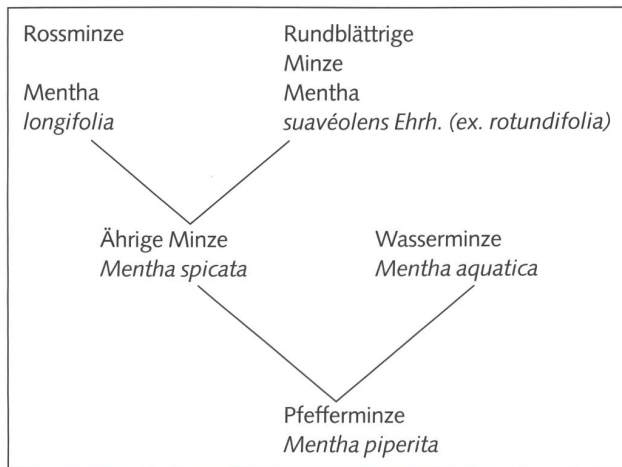 Rossminze
Mentha
longifolia
Rundblättrige
Minze
Mentha
suavéolens Ehrh. (ex. rotundifolia)
Ährige Minze
Mentha spicata
Wasserminze
Mentha aquatica
Pfefferminze
Mentha piperita